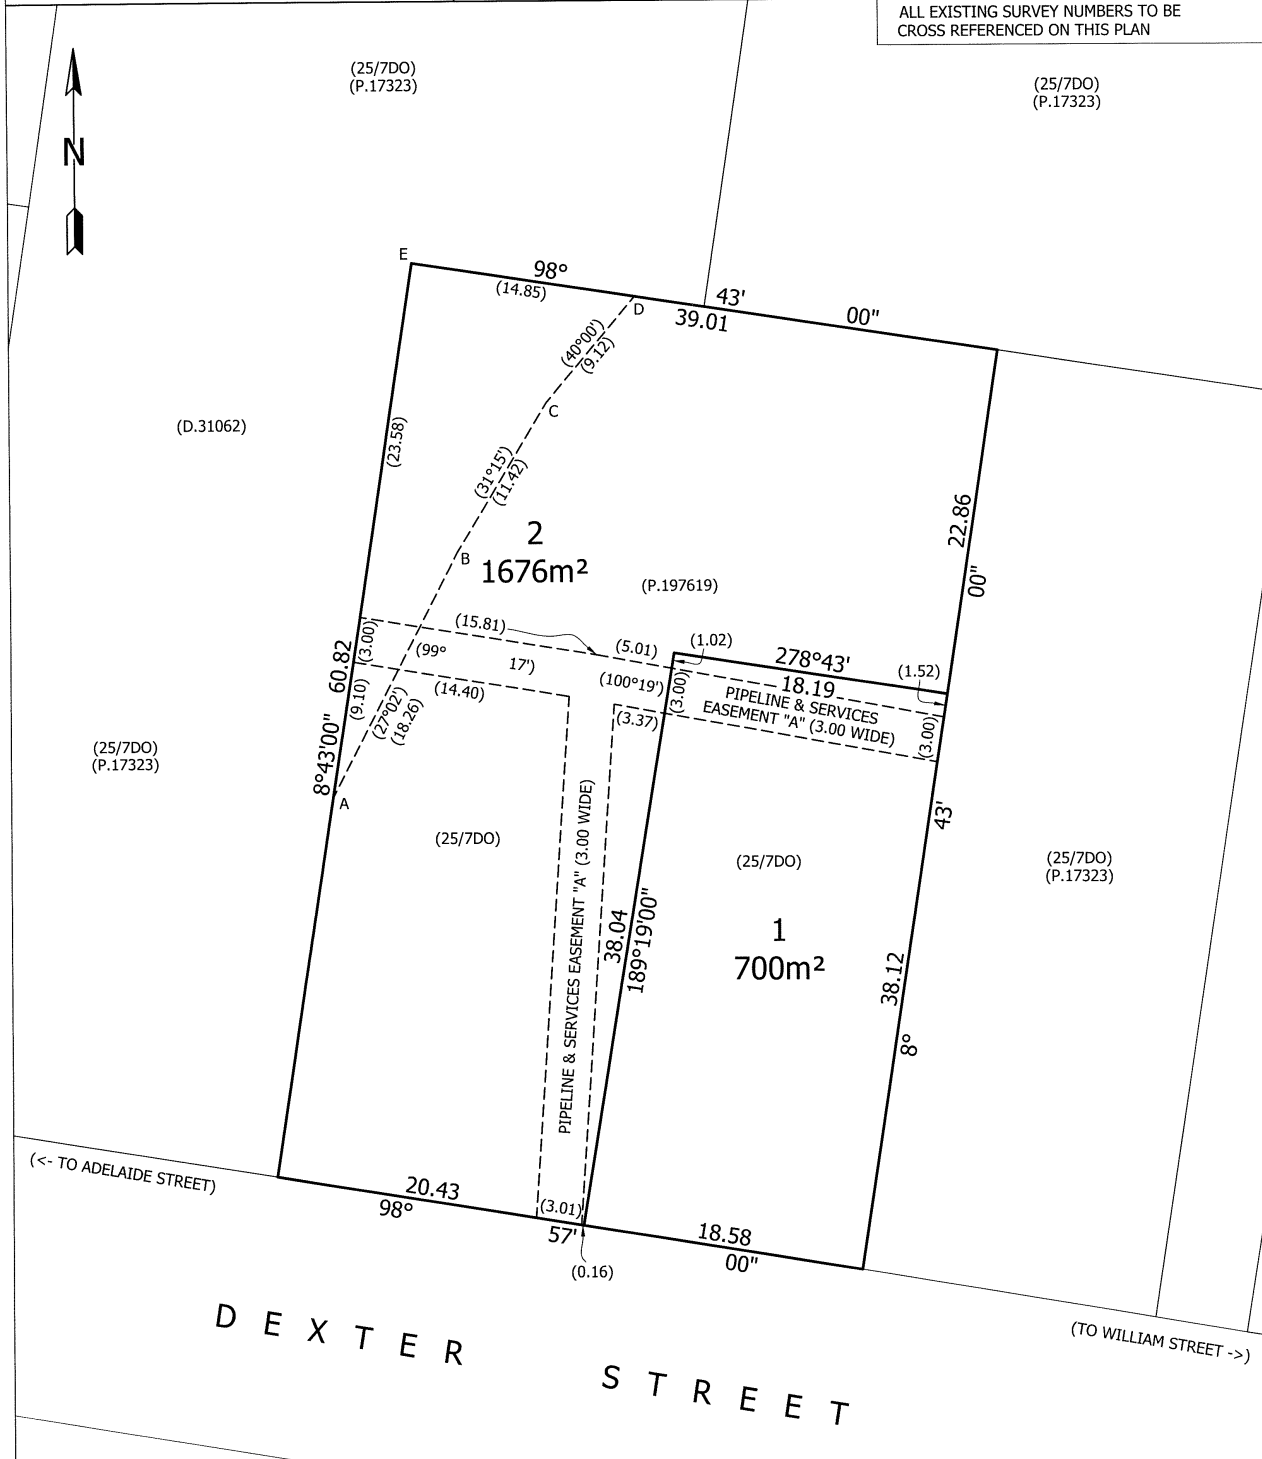 ALL EXISTING SURVEY NUMBERS TO BE
CROSS REFERENCED ON THIS PLAN
(25/7DO)
(P.17323)
(25/7DO)
(P.17323)
N
E
98°
43'
00"
(14.85)
D
39.01
(40°00')
(9.12)
C
(D.31062)
(23.58)
(31°15')
(11.42)
22.86
00"
2
1676m²
B
(P.197619)
(15.81)
(5.01)
(1.02)
278°43'
18.19
(1.52)
(3.00)
(99°
17')
(100°19')
(3.00)
PIPELINE & SERVICES
EASEMENT "A" (3.00 WIDE)
(3.00)
60.82
8°43'00"
(9.10)
(14.40)
(27°02')
(18.26)
(3.37)
(25/7DO)
(P.17323)
A
43'
(25/7DO)
(25/7DO)
(25/7DO)
(P.17323)
PIPELINE & SERVICES EASEMENT "A" (3.00 WIDE)
38.04
189°19'00"
1
700m²
38.12
8°
(<- TO ADELAIDE STREET)
20.43
98°
(3.01)
57'
18.58
00"
(0.16)
(TO WILLIAM STREET ->)
DEXTER STREET